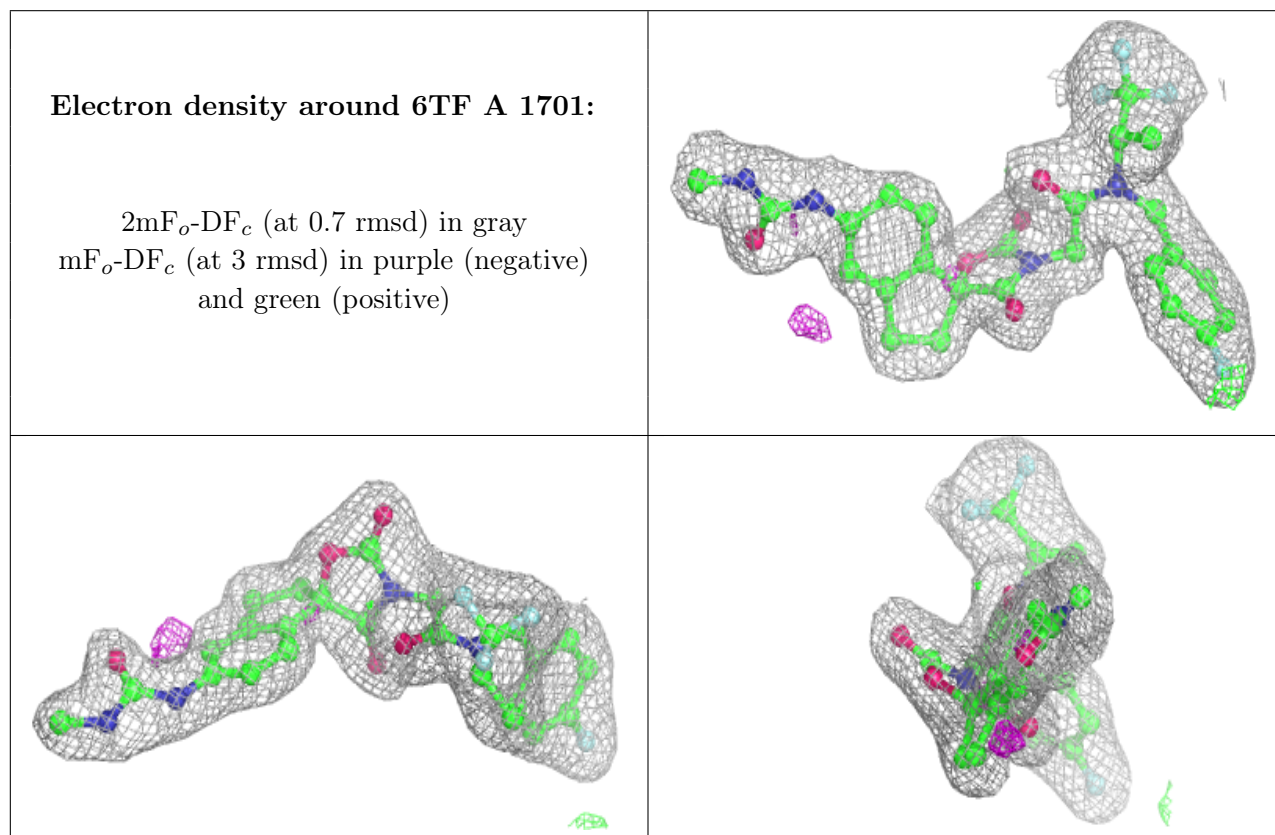 Electron density around 6TF A 1701:
2mFₒ-DF𝒸 (at 0.7 rmsd) in gray
mFₒ-DF𝒸 (at 3 rmsd) in purple (negative)
and green (positive)